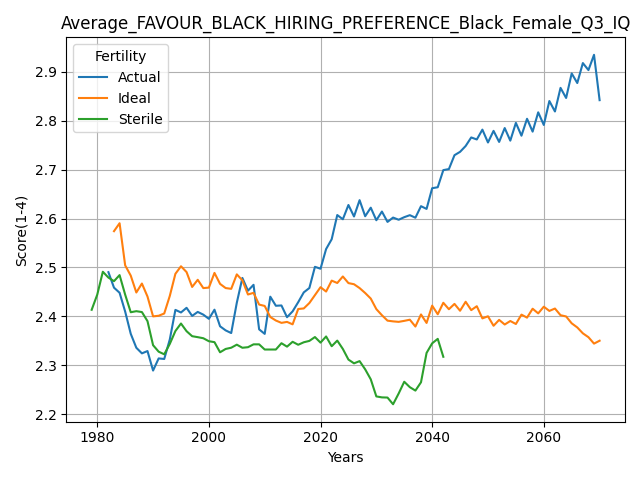 Average_FAVOUR_BLACK_HIRING_PREFERENCE_Black_Female_Q3_IQ
Fertility
Actual
Ideal
Sterile
Score(1-4)
2.9
2.8
2.7
2.6
2.5
2.4
2.3
2.2
1980 2000 2020 2040 2060
Years